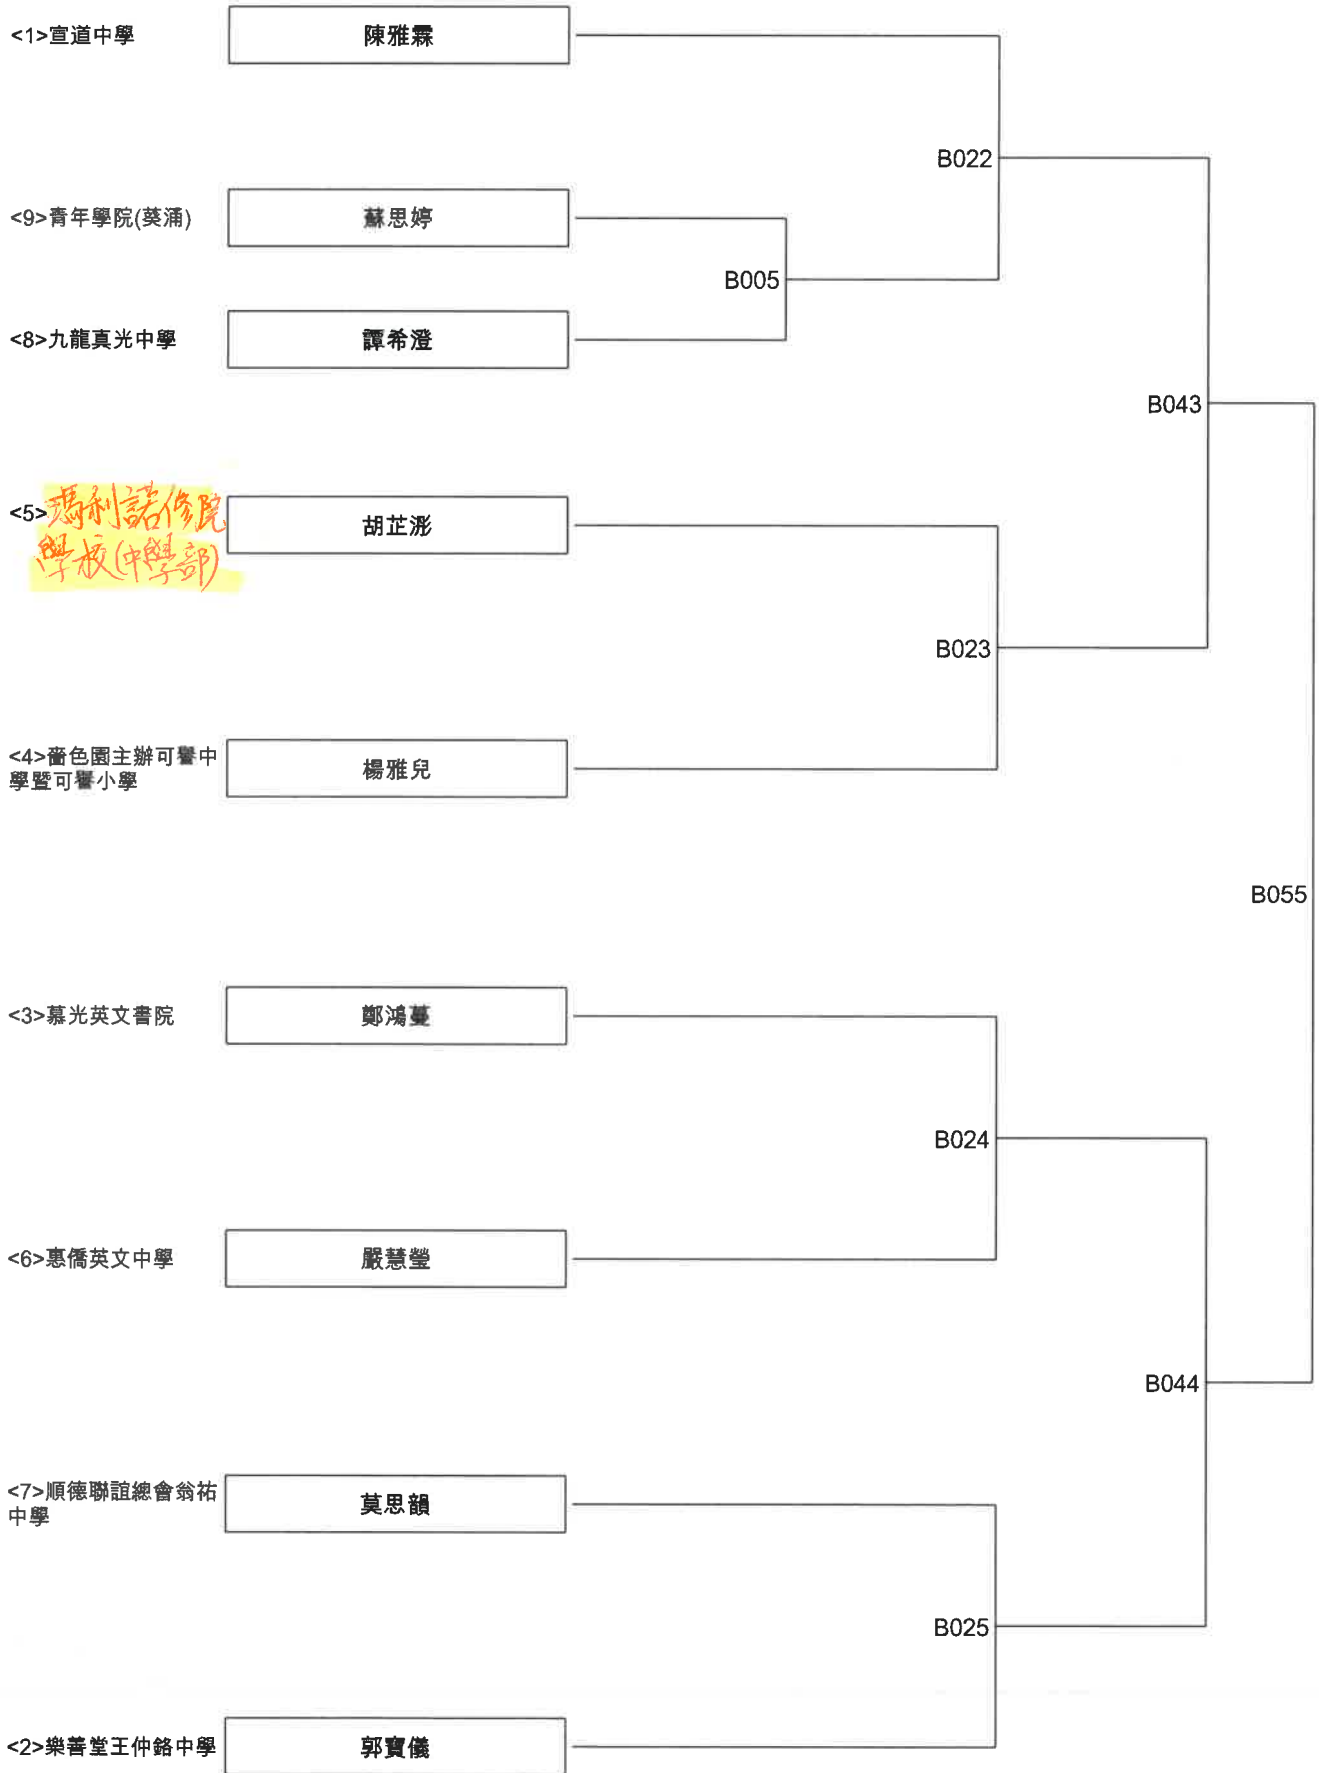 <1>宣道中學 陳雅霖
B022
<9>青年學院(葵涌) 蘇思婷
B005
<8>九龍真光中學 譚希澄
B043
<5>瑪利諾修院
學校(中學部)
胡芷澎
B023
<4>嗇色園主辦可譽中
學暨可譽小學
楊雅兒
B055
<3>慕光英文書院 鄭鴻蔓
B024
<6>惠僑英文中學 嚴慧瑩
B044
<7>順德聯誼總會翁祐
中學
莫思韻
B025
<2>樂善堂王仲銘中學 郭寶儀